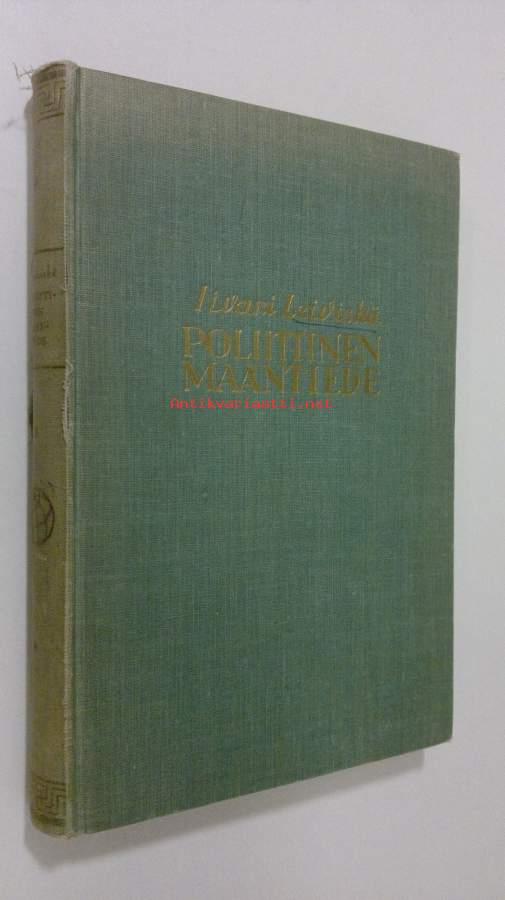 Iivari Leiviskä
POLIITTINEN
MAANTIEDE
Antikvariaatti.net